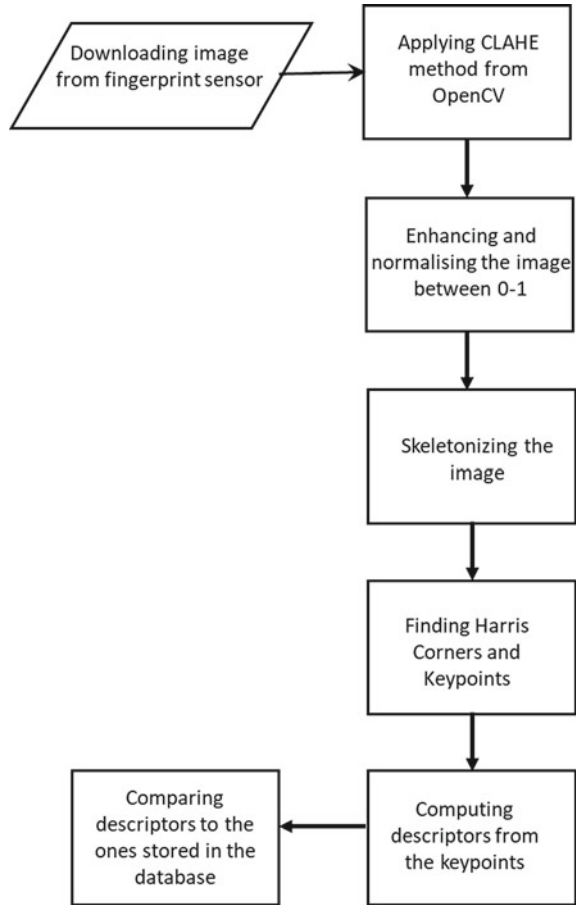 Downloading image
from fingerprint sensor
Applying CLAHE
method from
OpenCV
Enhancing and
normalising the image
between 0-1
Skeletonizing the
image
Finding Harris
Corners and
Keypoints
Computing
descriptors from
the keypoints
Comparing
descriptors to the
ones stored in the
database